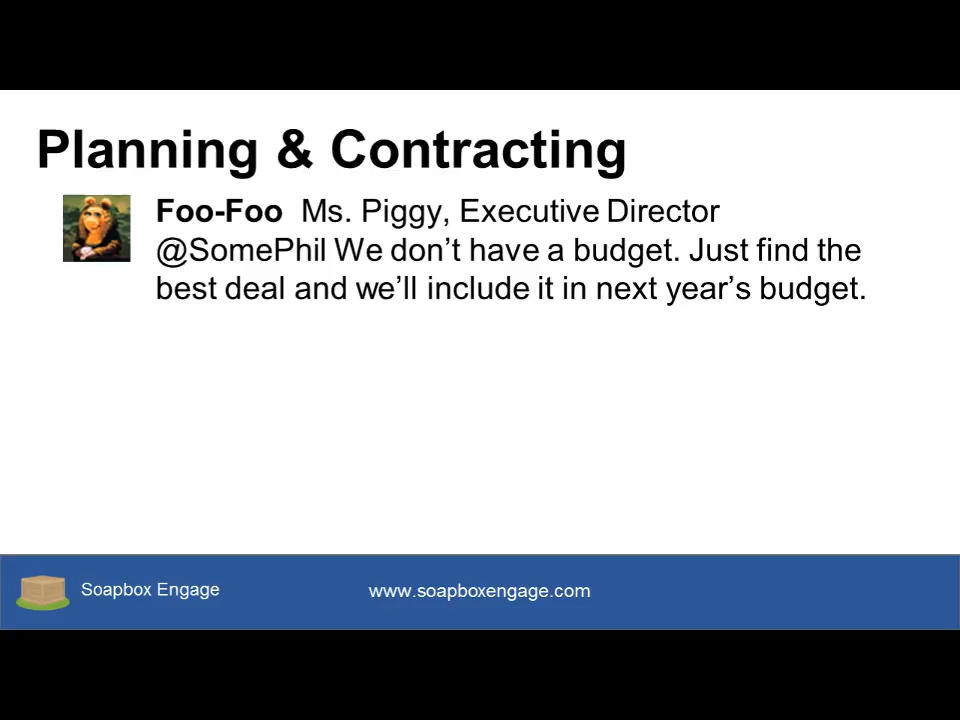 Planning & Contracting
Foo-Foo Ms. Piggy, Executive Director
@SomePhil We don’t have a budget. Just find the
best deal and we’ll include it in next year’s budget.
Soapbox Engage
www.soapboxengage.com